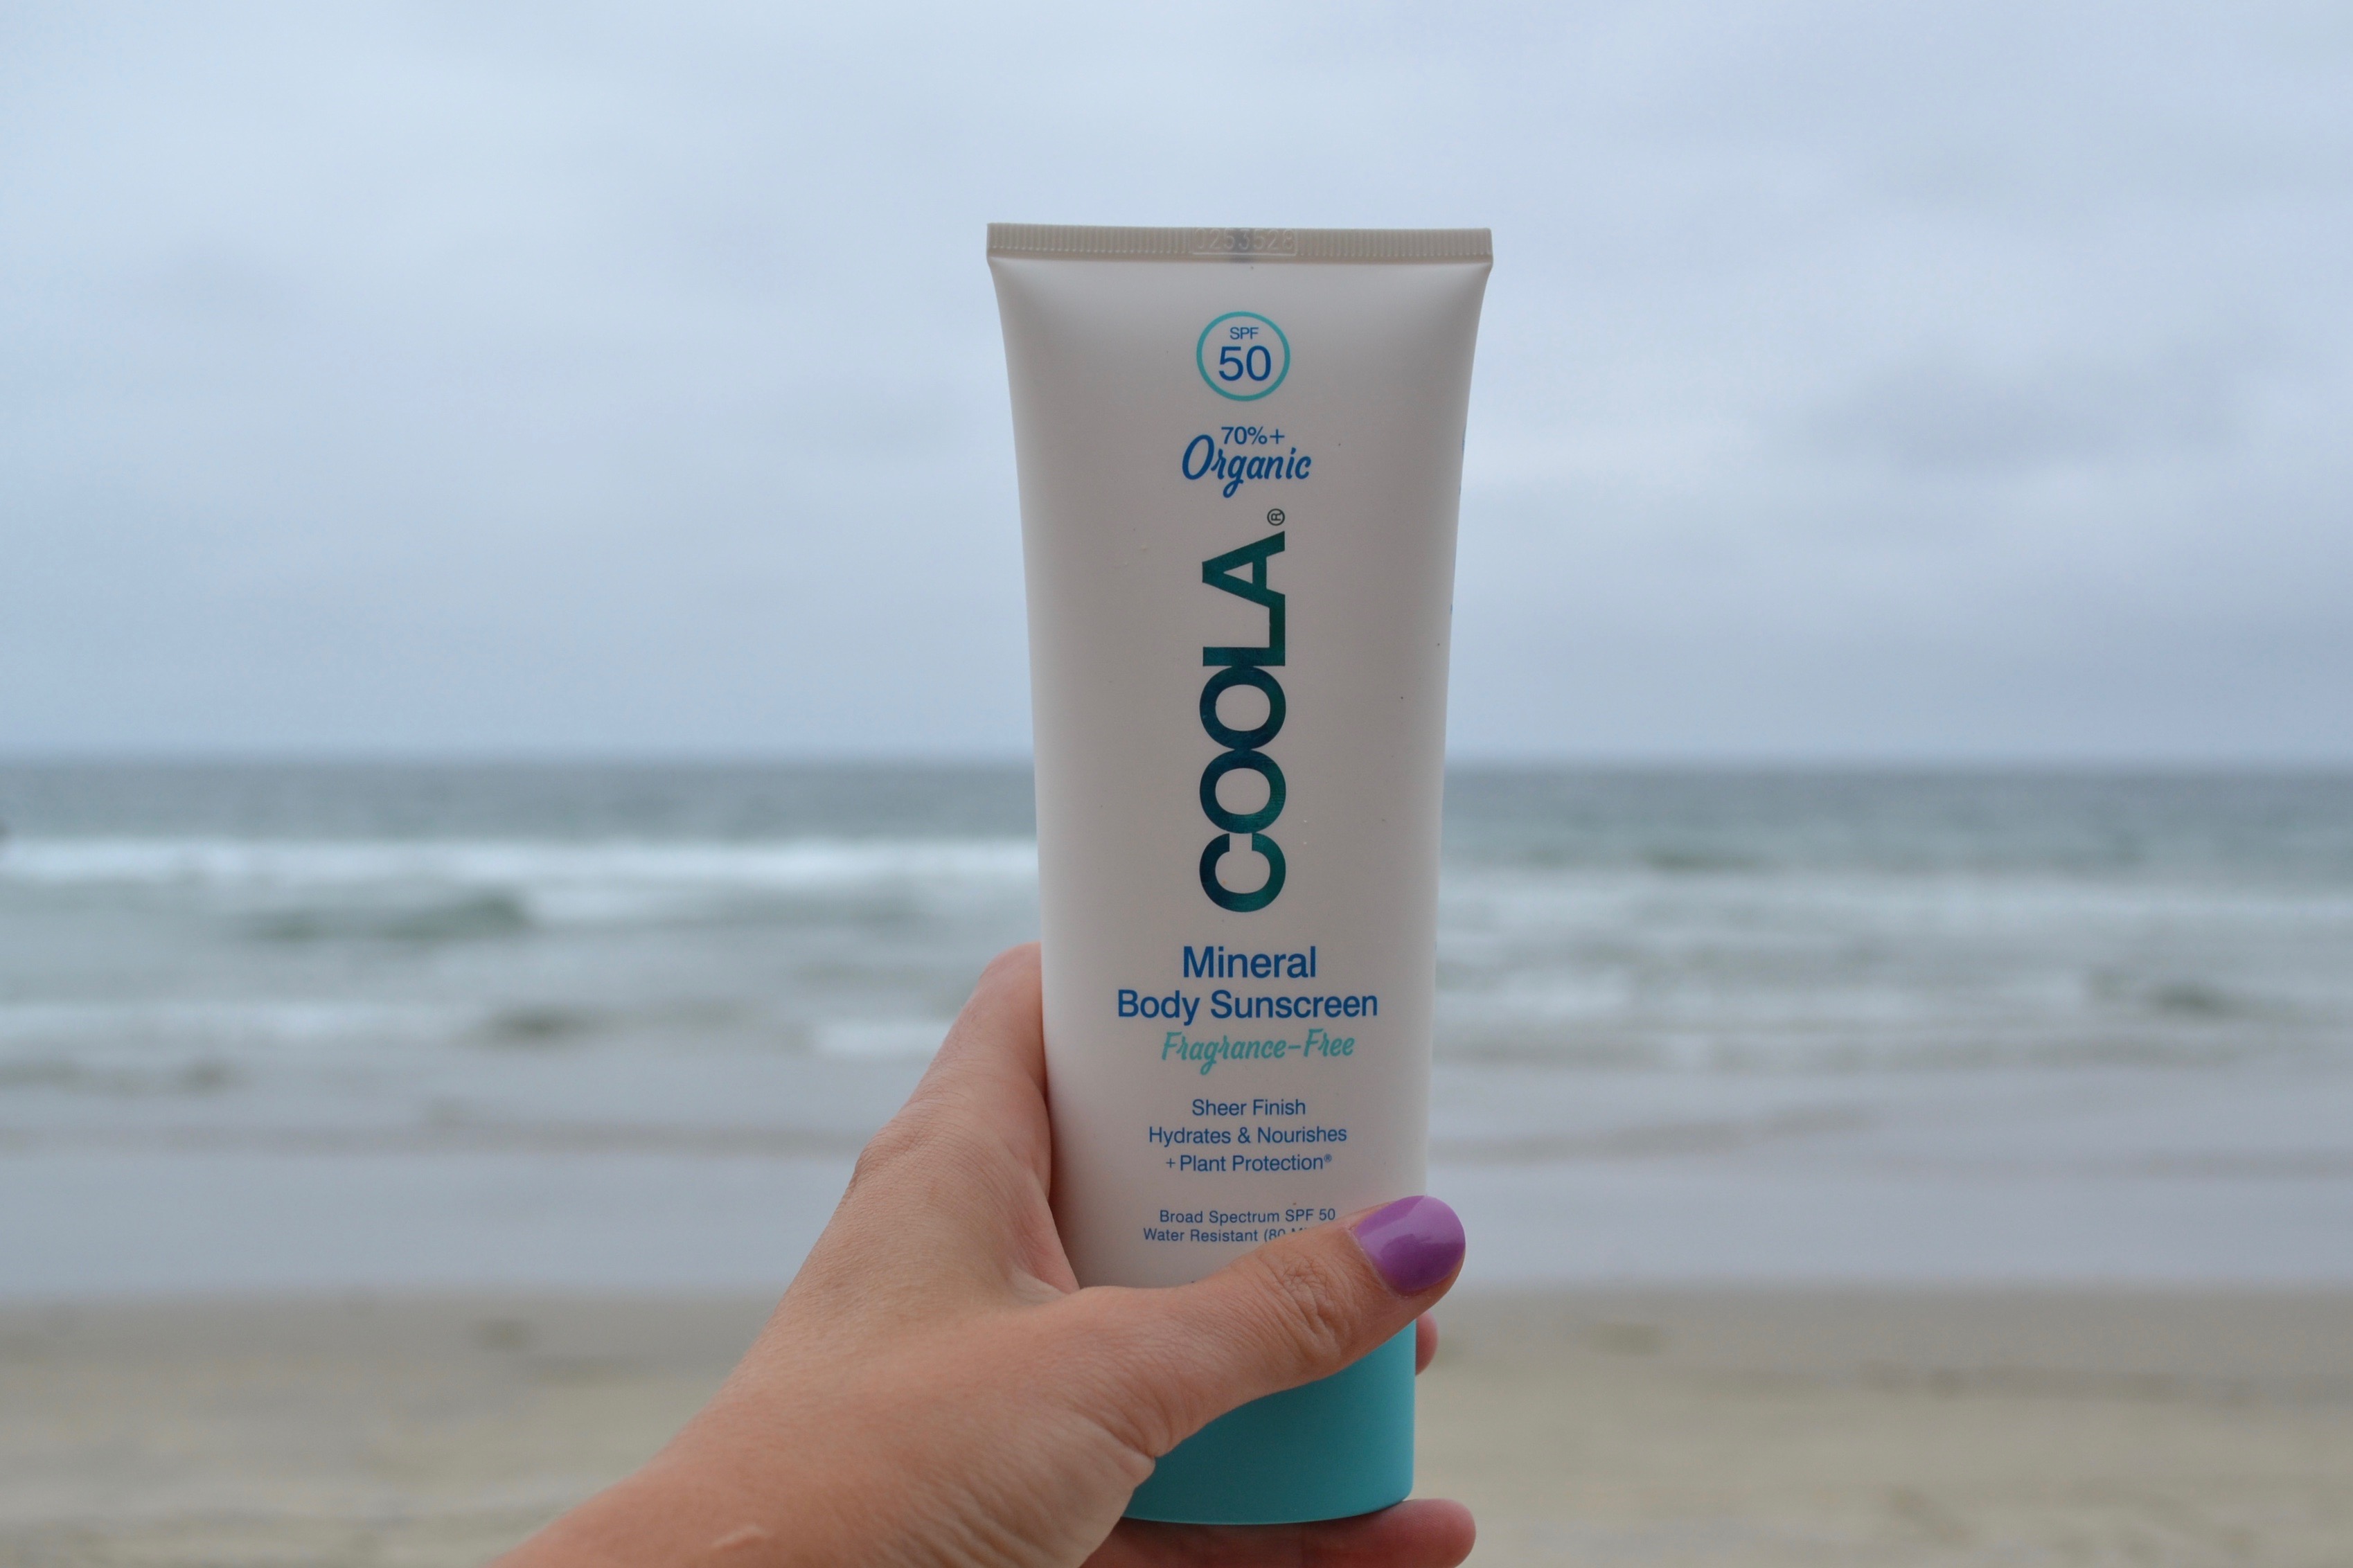 SPF
50
70%+
Organic
COOLA®
Mineral
Body Sunscreen
Fragrance-Free
Sheer Finish
Hydrates & Nourishes
+Plant Protection®
Broad Spectrum SPF 50
Water Resistant (80